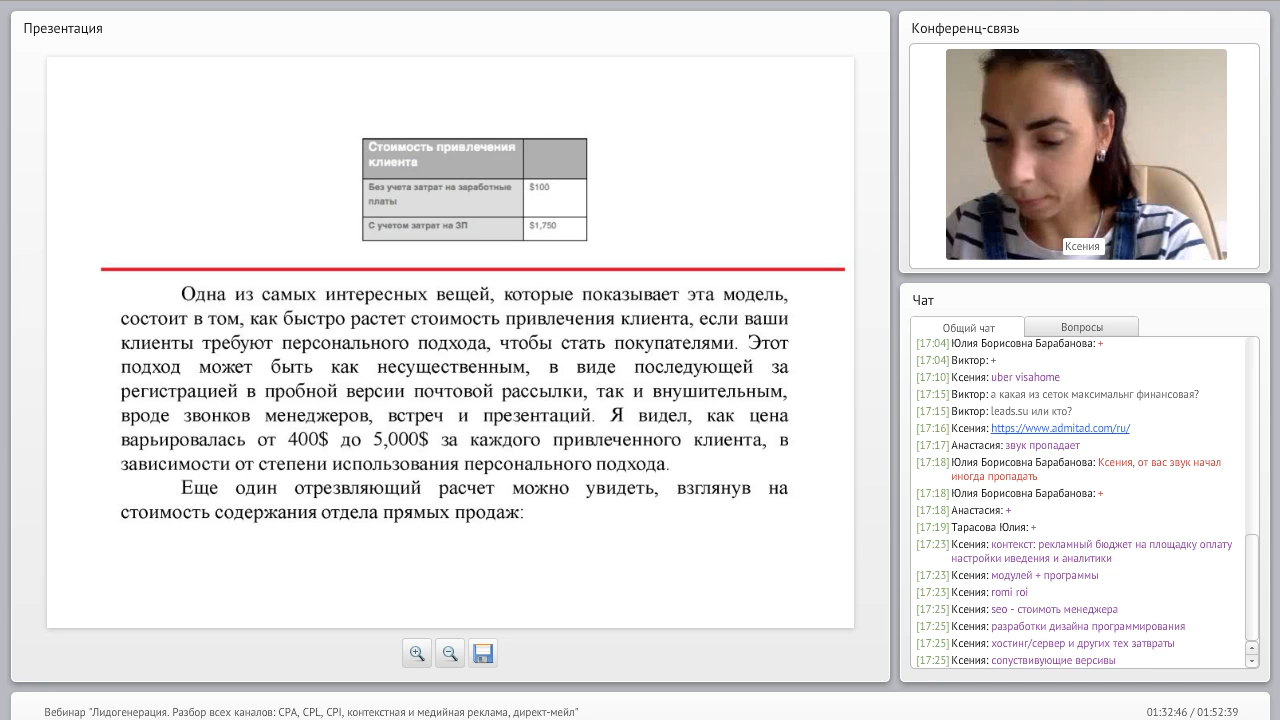 Презентация
Стоимость привлечения
клиента
Без учета затрат на заработные
платы
$100
С учетом затрат на ЗП
$1,750
Одна из самых интересных вещей, которые показывает эта модель,
состоит в том, как быстро растет стоимость привлечения клиента, если ваши
клиенты требуют персонального подхода, чтобы стать покупателями. Этот
подход может быть как несущественным, в виде последующей за
регистрацией в пробной версии почтовой рассылки, так и внушительным,
вроде звонков менеджеров, встреч и презентаций. Я видел, как цена
варьировалась от 400$ до 5,000$ за каждого привлеченного клиента, в
зависимости от степени использования персонального подхода.
Еще один отрезвляющий расчет можно увидеть, взглянув на
стоимость содержания отдела прямых продаж:
Конференц-связь
Ксения
Чат
Общий чат
Вопросы
[17:04] Юлия Борисовна Барабанова: +
[17:04] Виктор: +
[17:10] Ксения: uber visahome
[17:15] Виктор: а какая из сеток максимальнг финансовая?
[17:15] Виктор: leads.su или кто?
[17:16] Ксения: https://www.admitad.com/ru/
[17:17] Анастасия: звук пропадает
[17:18] Юлия Борисовна Барабанова: Ксения, от вас звук начал
иногда пропадать
[17:18] Юлия Борисовна Барабанова: +
[17:18] Анастасия: +
[17:19] Тарасова Юлия: +
[17:23] Ксения: контекст: рекламный бюджет на площадку оплату
настройки иведения и аналитики
[17:23] Ксения: модулей + программы
[17:23] Ксения: romi roi
[17:25] Ксения: seo - стоимоть менеджера
[17:25] Ксения: разработки дизайна программирования
[17:25] Ксения: хостинг/сервер и других тех затвраты
[17:25] Ксения: сопуствивующие версивы
Вебинар "Лидогенерация. Разбор всех каналов: CPA, CPL, CPI, контекстная и медийная реклама, директ-мейл"
01:32:46 / 01:52:39